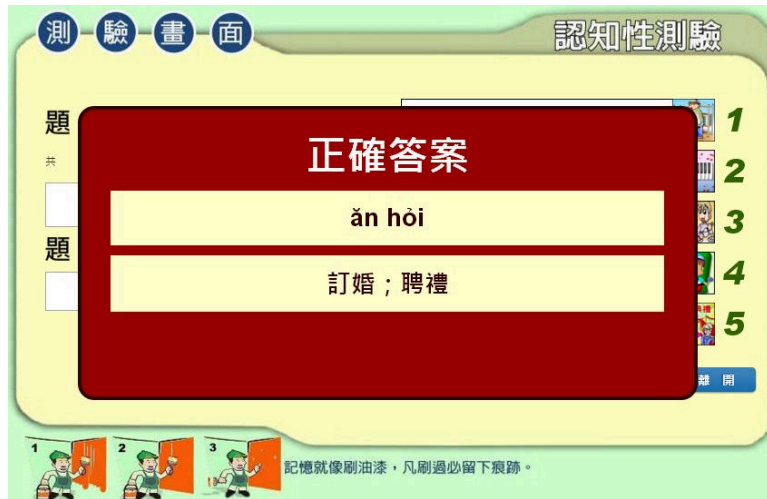 測驗畫面
認知性測驗
題
共
題
正確答案
ăn hỏi
訂婚；聘禮
1
2
3
4
5
離 開
1
2
3
記憶就像刷油漆，凡刷過必留下痕跡。